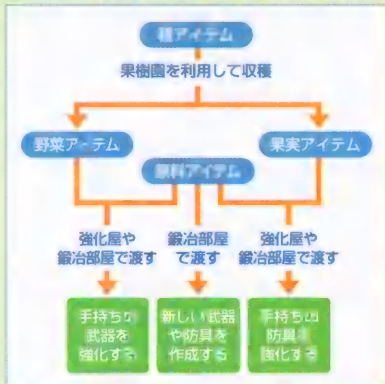 種アイテム
果樹園を利用して収穫
野菜アイテム
果実アイテム
原料アイテム
強化屋や
鍛冶部屋で渡す
鍛冶部屋
で渡す
強化屋や
鍛冶部屋で渡す
手持ちの
武器を
強化する
新しい武器
や防具を
作成する
手持ちの
防具を
強化する